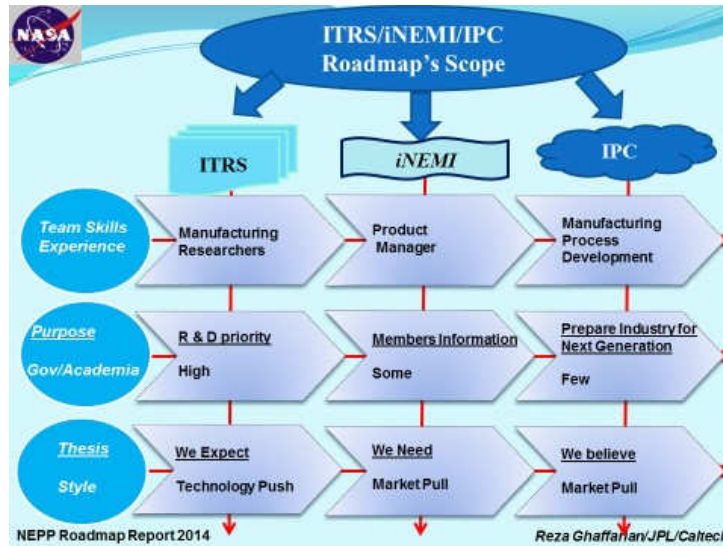 NASA
ITRS/iNEMI/IPC
Roadmap's Scope
ITRS
iNEMI
IPC
Team Skills
Experience
Manufacturing
Researchers
Product
Manager
Manufacturing
Process
Development
Purpose
Gov/Academia
R & D priority
High
Members Information
Some
Prepare Industry for
Next Generation
Few
Thesis
Style
We Expect
Technology Push
We Need
Market Pull
We believe
Market Pull
NEPP Roadmap Report 2014
Reza Ghaffarian/JPL/Caltech